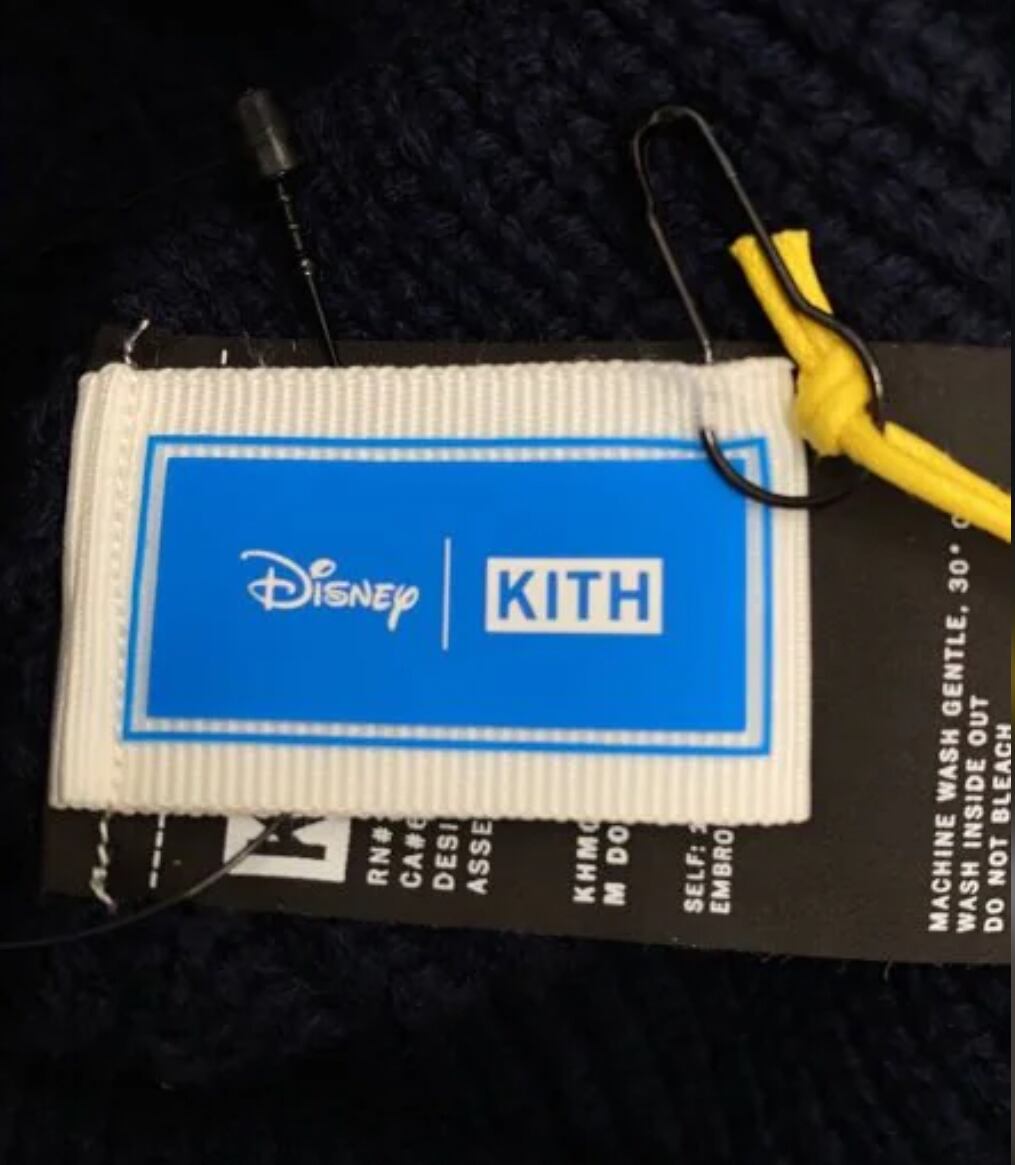 Disney
KITH
RN#
CA#
DESI
ASSE
KHM
M DO
SELF:
EMBRO
MACHINE WASH GENTLE, 30°
WASH INSIDE OUT
DO NOT BLEACH